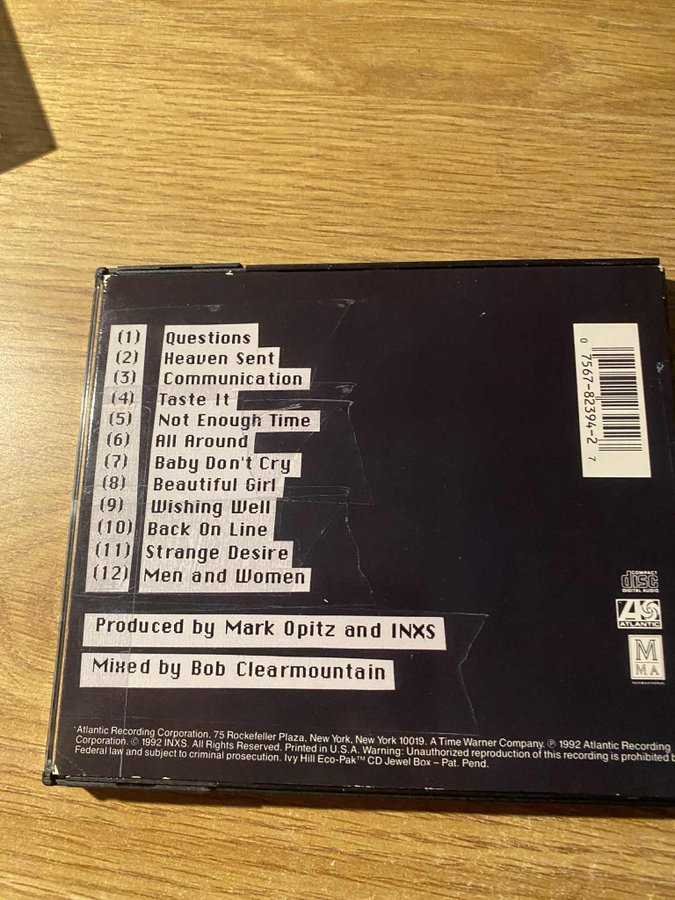 (1) Questions
(2) Heaven Sent
(3) Communication
(4) Taste It
(5) Not Enough Time
(6) All Around
(7) Baby Don't Cry
(8) Beautiful Girl
(9) Wishing Well
(10) Back On Line
(11) Strange Desire
(12) Men and Women
Produced by Mark Opitz and INXS
Mixed by Bob Clearmountain
0 7567-82394-2 7
COMPACT
disc
DIGITAL AUDIO
ATLANTIC
M
MMA
Atlantic Recording Corporation, 75 Rockefeller Plaza, New York, New York 10019. A Time Warner Company. ℗ 1992 Atlantic Recording
Corporation. © 1992 INXS. All Rights Reserved. Printed in U.S.A. Warning: Unauthorized reproduction of this recording is prohibited b
Federal law and subject to criminal prosecution. Ivy Hill Eco-Pak™ CD Jewel Box – Pat. Pend.